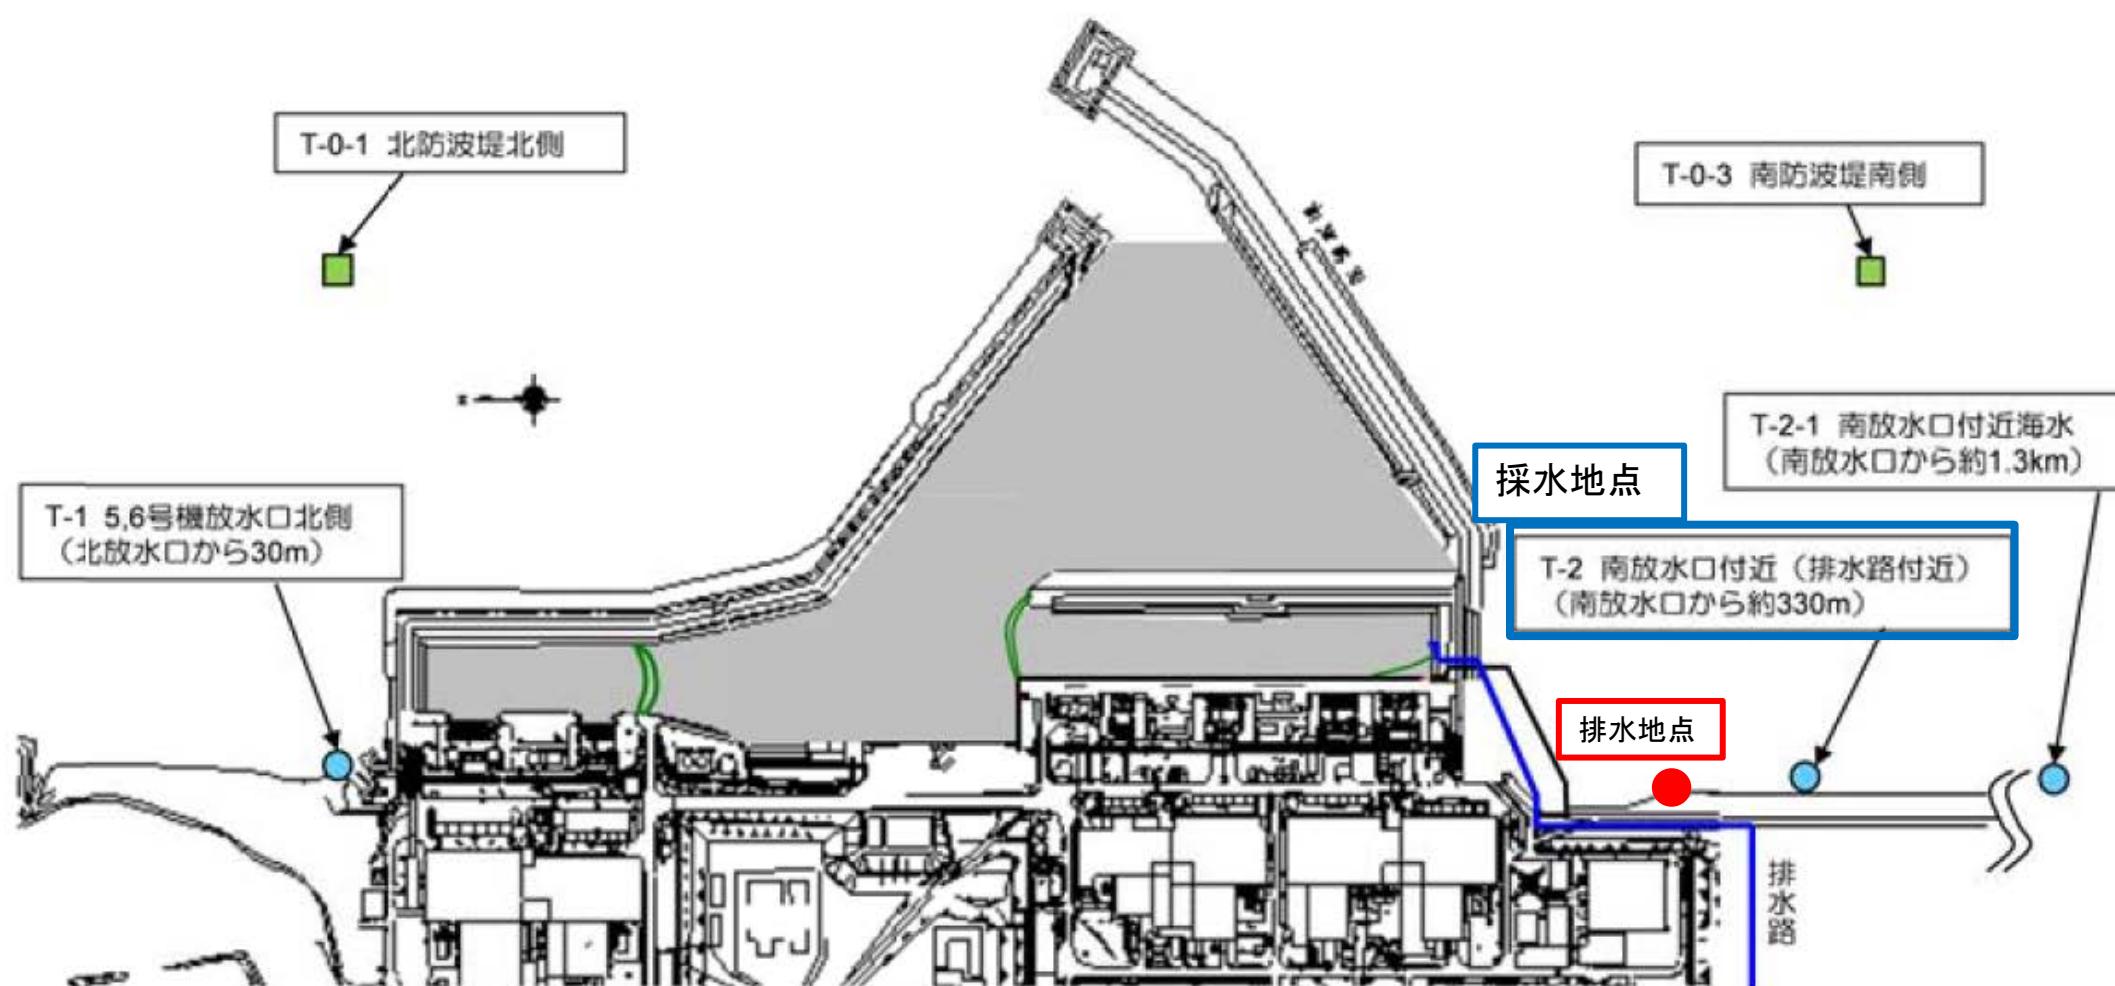 T-0-1 北防波堤北側
T-0-3 南防波堤南側
T-2-1 南放水口付近海水
（南放水口から約1.3km）
採水地点
T-1 5,6号機放水口北側
（北放水口から30m）
T-2 南放水口付近（排水路付近）
（南放水口から約330m）
排水地点
排水路